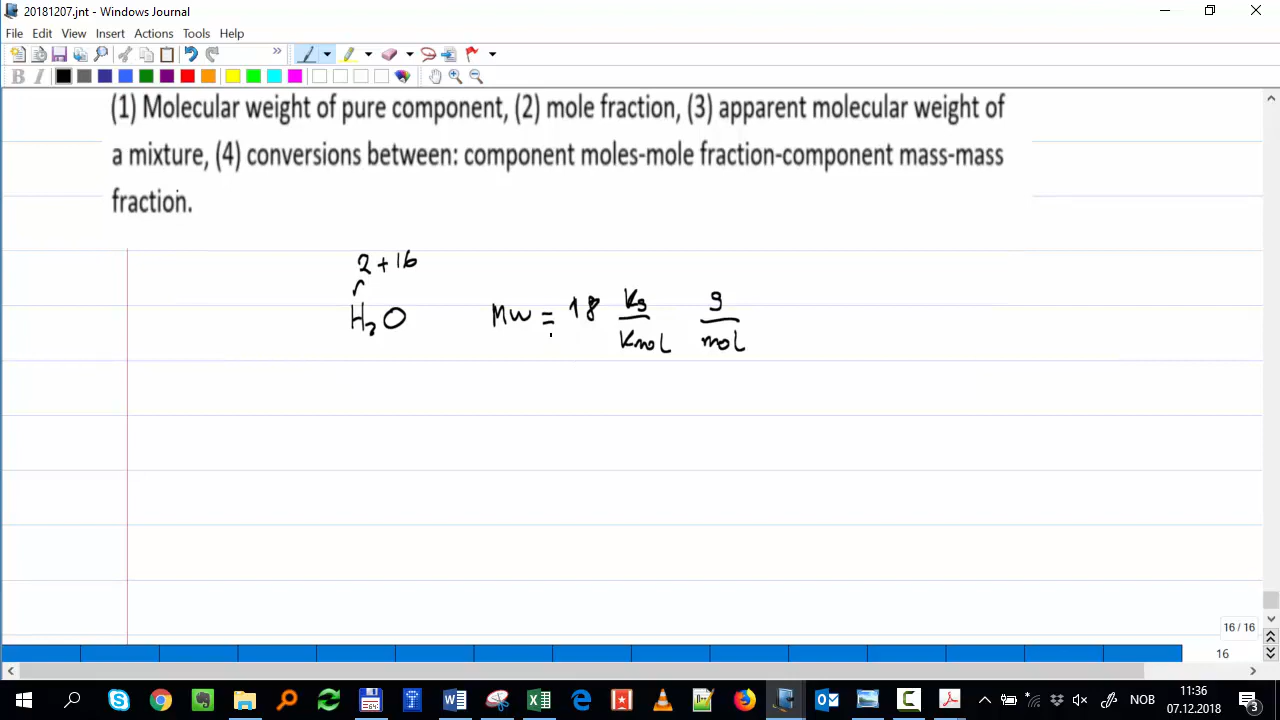 20181207.jnt - Windows Journal
File Edit View Insert Actions Tools Help
B I
(1) Molecular weight of pure component, (2) mole fraction, (3) apparent molecular weight of
a mixture, (4) conversions between: component moles-mole fraction-component mass-mass
fraction.
2 + 16
H2O MW = 18 Kg/Kmol g/mol
16 / 16
16
NOB
11:36
07.12.2018
3